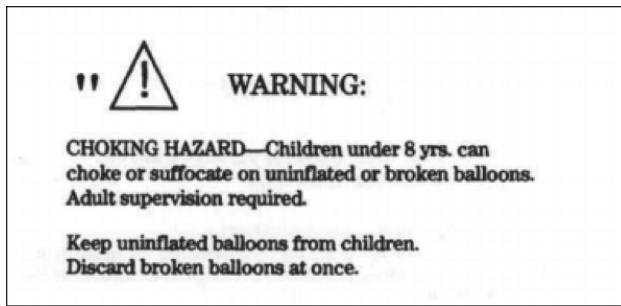 " ⚠ WARNING:
CHOKING HAZARD—Children under 8 yrs. can
choke or suffocate on uninflated or broken balloons.
Adult supervision required.
Keep uninflated balloons from children.
Discard broken balloons at once.